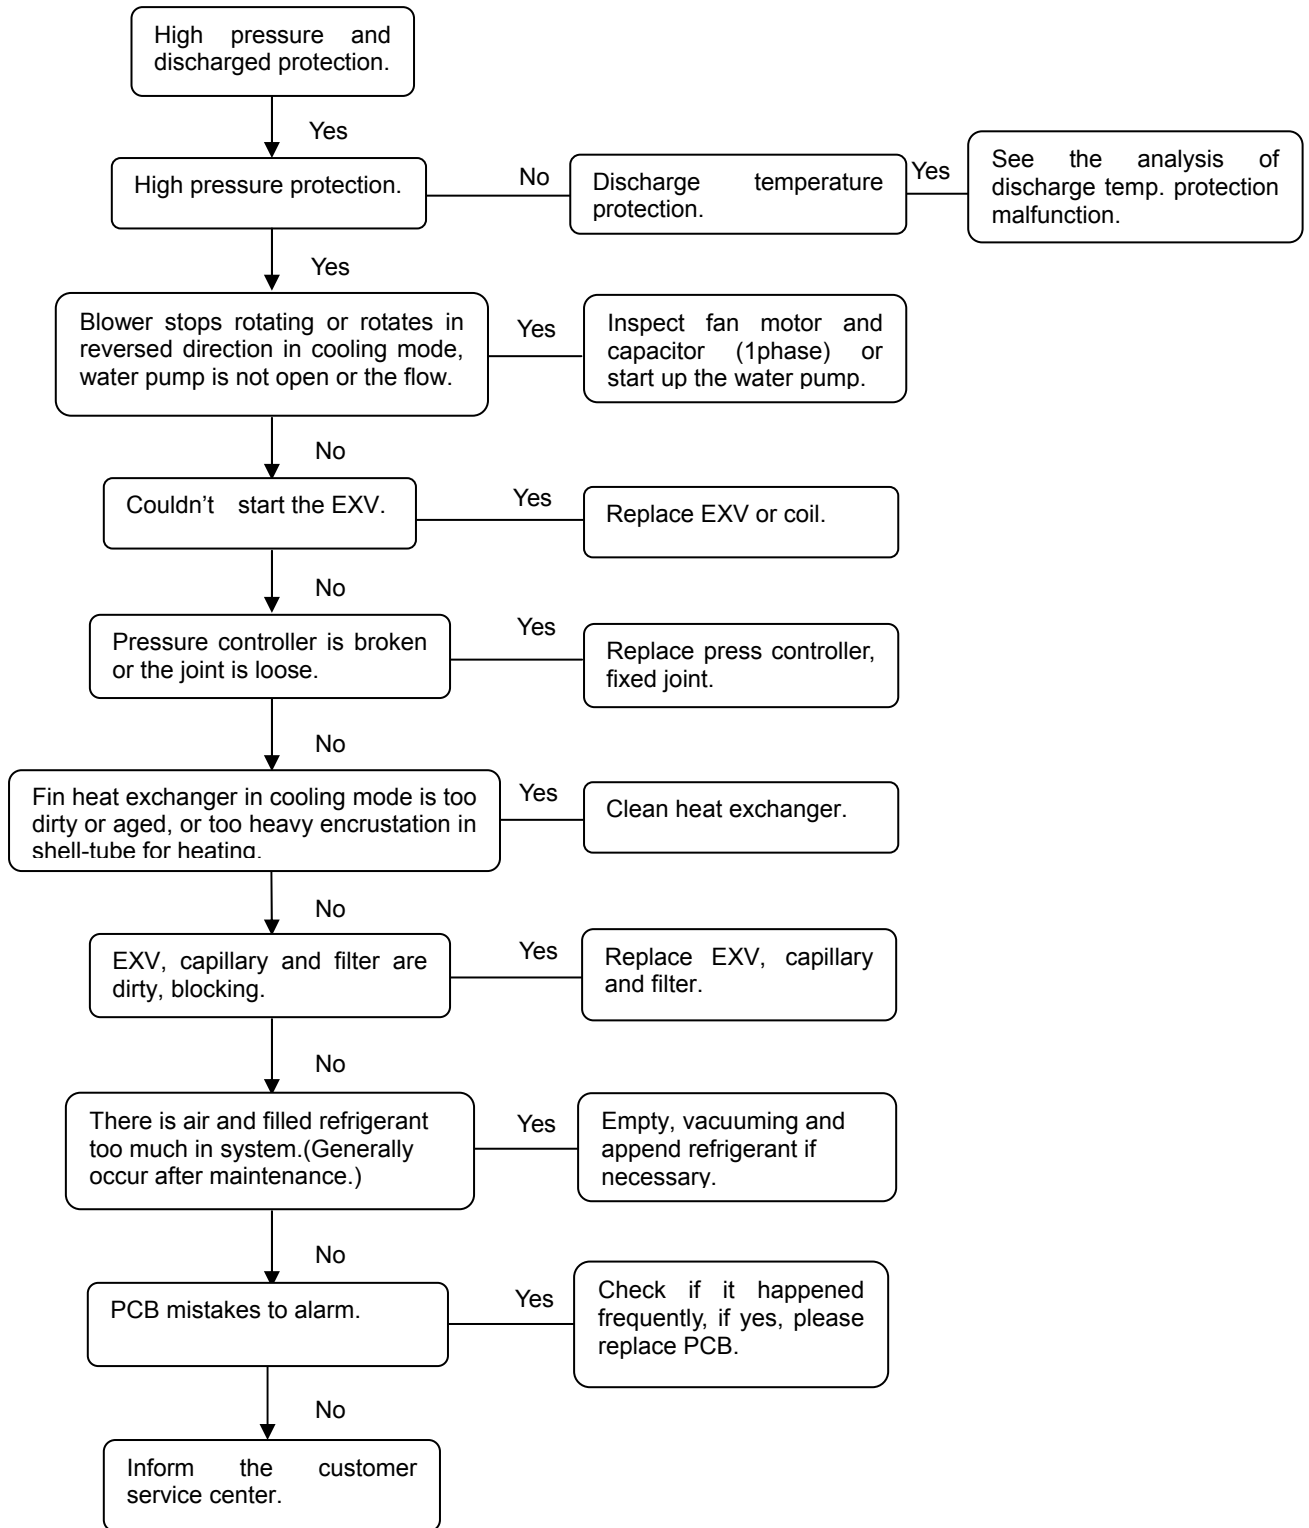 High pressure and
discharged protection.
Yes
High pressure protection.
No
Discharge temperature
protection.
Yes
See the analysis of
discharge temp. protection
malfunction.
Yes
Blower stops rotating or rotates in
reversed direction in cooling mode,
water pump is not open or the flow.
Yes
Inspect fan motor and
capacitor (1phase) or
start up the water pump.
No
Couldn't start the EXV.
Yes
Replace EXV or coil.
No
Pressure controller is broken
or the joint is loose.
Yes
Replace press controller,
fixed joint.
No
Fin heat exchanger in cooling mode is too
dirty or aged, or too heavy encrustation in
shell-tube for heating.
Yes
Clean heat exchanger.
No
EXV, capillary and filter are
dirty, blocking.
Yes
Replace EXV, capillary
and filter.
No
There is air and filled refrigerant
too much in system.(Generally
occur after maintenance.)
Yes
Empty, vacuuming and
append refrigerant if
necessary.
No
PCB mistakes to alarm.
Yes
Check if it happened
frequently, if yes, please
replace PCB.
No
Inform the customer
service center.